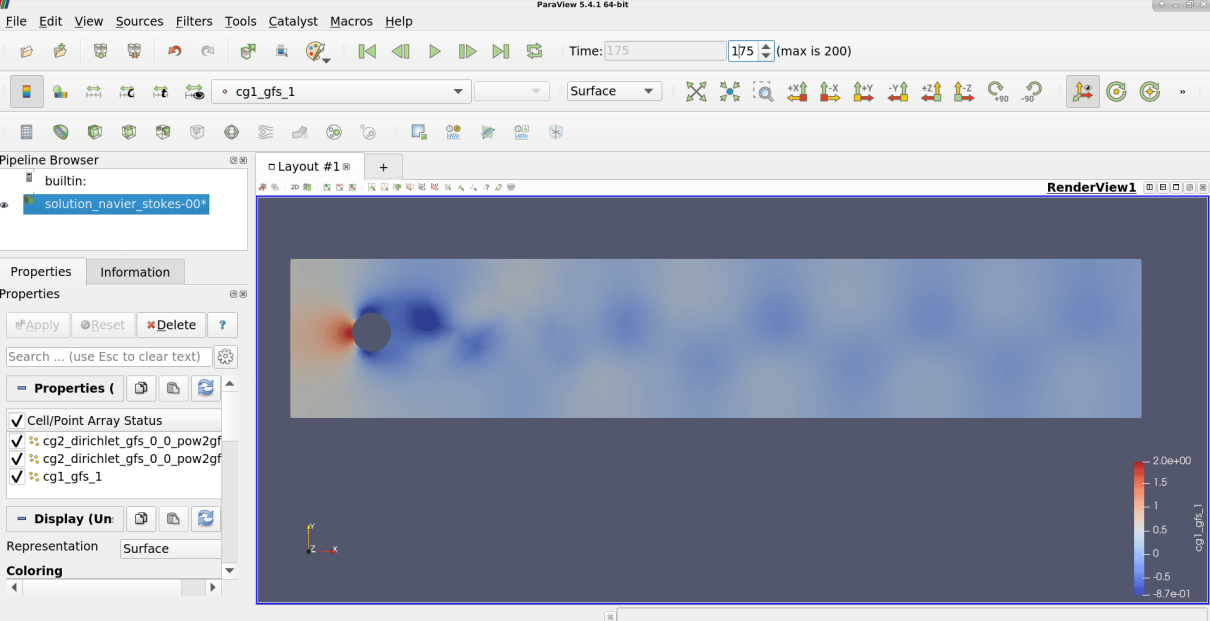 ParaView 5.4.1 64-bit
File Edit View Sources Filters Tools Catalyst Macros Help
Time: 175 175 (max is 200)
cg1_gfs_1 Surface +X -X +Y -Y +Z -Z +90 -90 »
Pipeline Browser
builtin:
solution_navier_stokes-00*
Layout #1 +
2D RenderView1
Properties Information
Properties
Apply Reset Delete ?
Search ... (use Esc to clear text)
Properties (
Cell/Point Array Status
cg2_dirichlet_gfs_0_0_pow2gf
cg2_dirichlet_gfs_0_0_pow2gf
cg1_gfs_1
Display (Un
Representation Surface
Coloring
Y
Z X
2.0e+00
1.5
1
0.5
0
-0.5
-8.7e-01
cg1_gfs_1